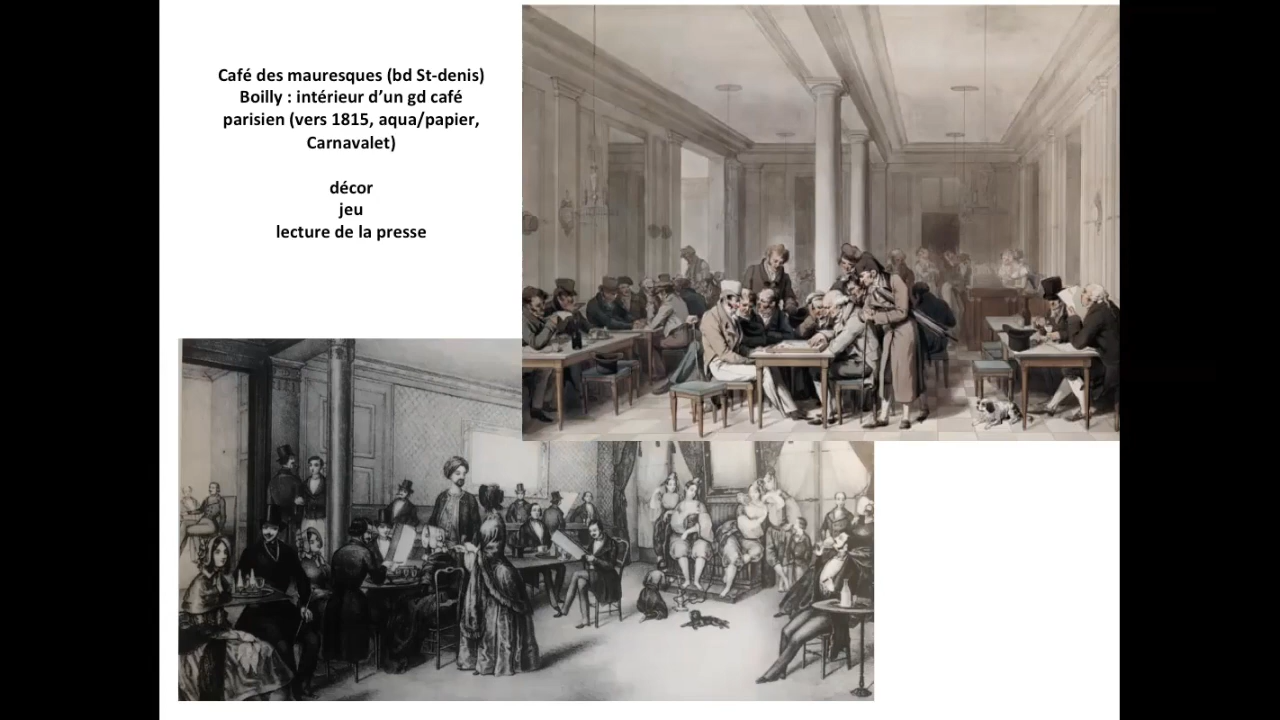 Café des mauresques (bd St-denis)
Boilly : intérieur d’un gd café
parisien (vers 1815, aqua/papier,
Carnavalet)
décor
jeu
lecture de la presse